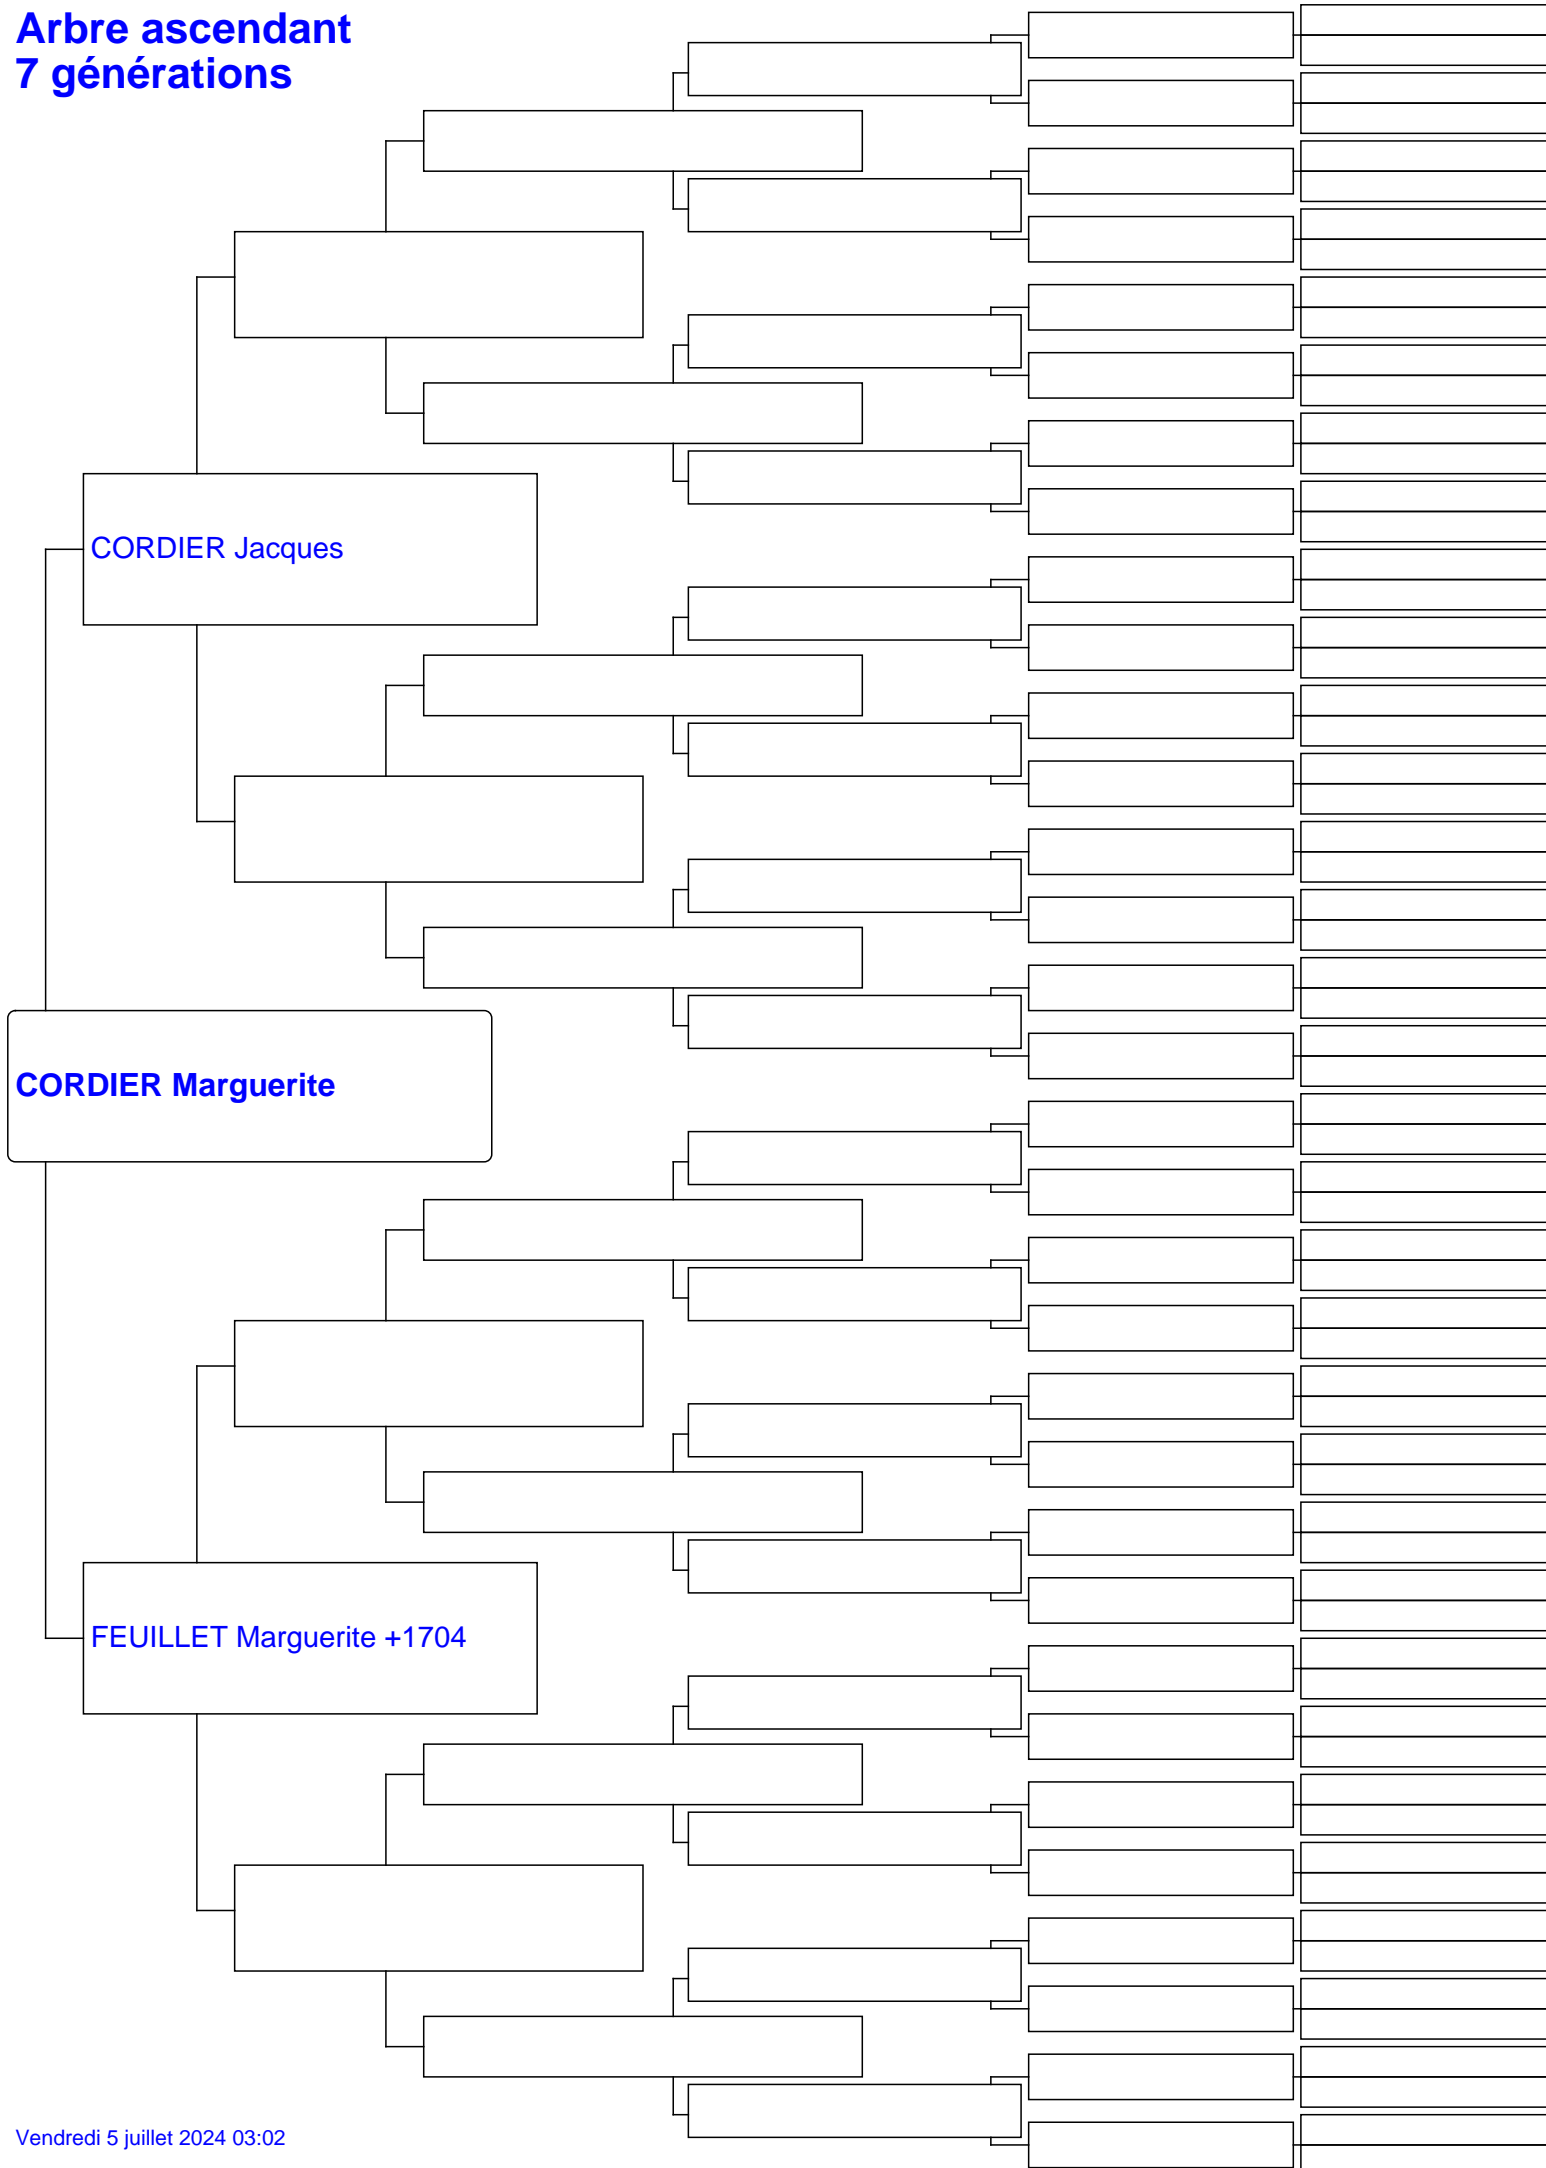 Arbre ascendant
7 générations
CORDIER Jacques
CORDIER Marguerite
FEUILLET Marguerite +1704
Vendredi 5 juillet 2024 03:02